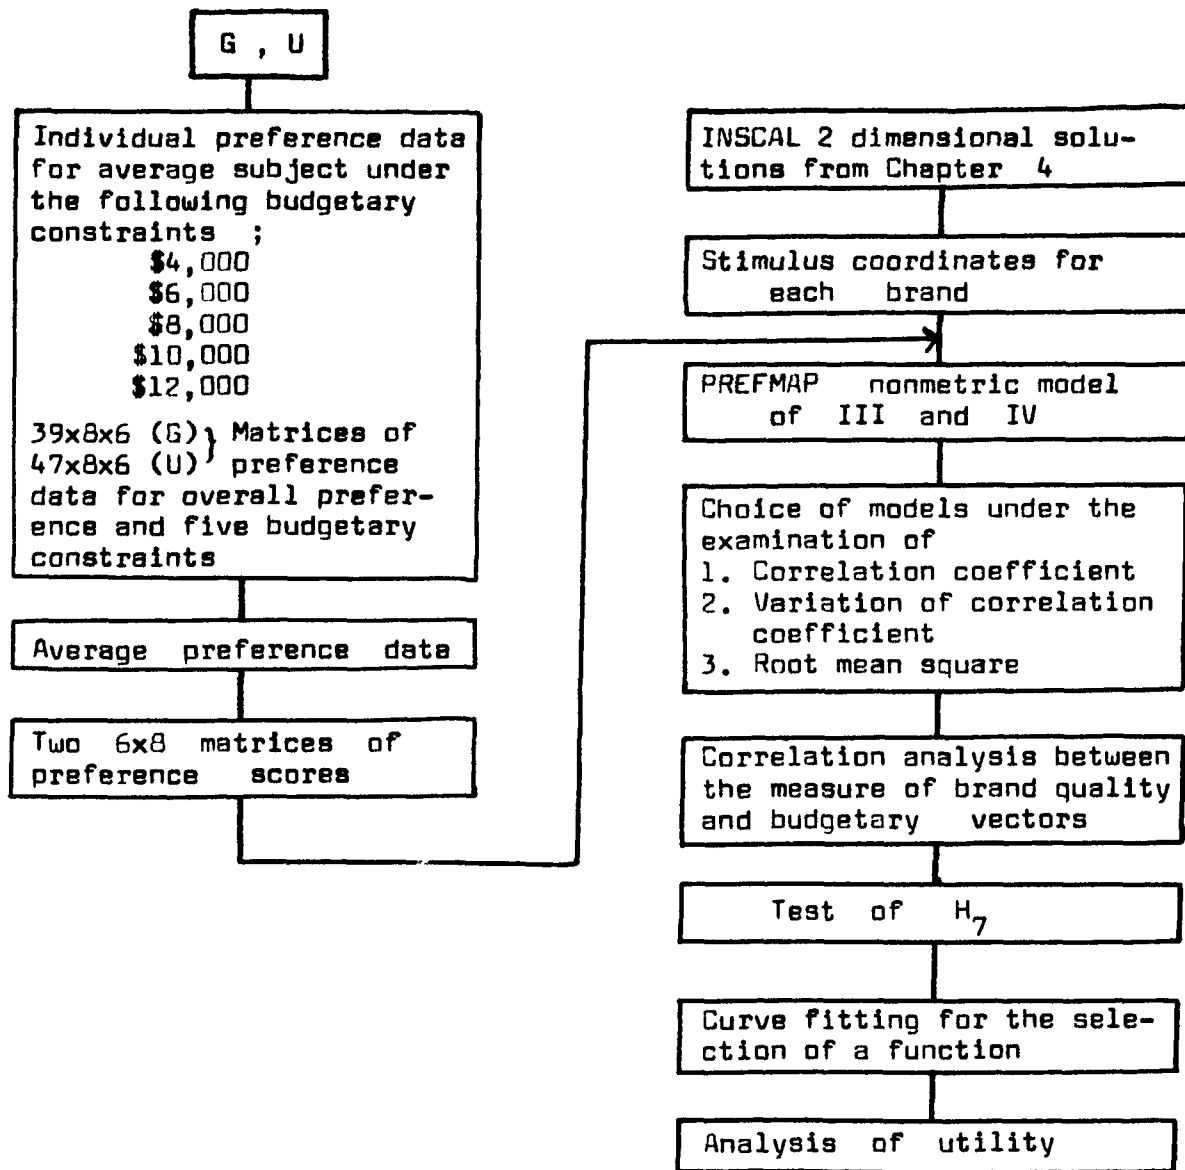 G , U
Individual preference data
for average subject under
the following budgetary
constraints ;
$4,000
$6,000
$8,000
$10,000
$12,000
39x8x6 (G)} Matrices of
47x8x6 (U) preference
data for overall prefer-
ence and five budgetary
constraints
Average preference data
Two 6x8 matrices of
preference scores
INSCAL 2 dimensional solu-
tions from Chapter 4
Stimulus coordinates for
each brand
PREFMAP nonmetric model
of III and IV
Choice of models under the
examination of
1. Correlation coefficient
2. Variation of correlation
coefficient
3. Root mean square
Correlation analysis between
the measure of brand quality
and budgetary vectors
Test of H7
Curve fitting for the sele-
ction of a function
Analysis of utility